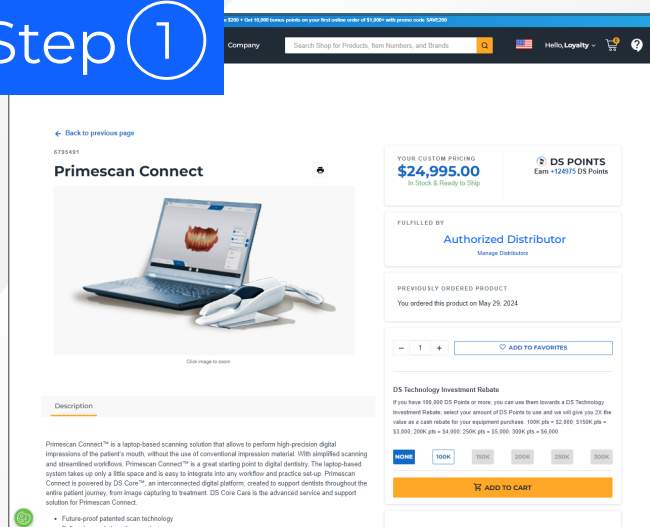 Step 1
e $200 + Get 10,000 bonus points on your first online order of $1,000+ with promo code SAVE200
Company
Search Shop for Products, Item Numbers, and Brands
Hello, Loyalty
Back to previous page
6795491
Primescan Connect
Click image to zoom
Description
Primescan Connect™ is a laptop-based scanning solution that allows to perform high-precision digital
impressions of the patient's mouth, without the use of conventional impression material. With simplified scanning
and streamlined workflows, Primescan Connect™ is a great starting point to digital dentistry. The laptop-based
system takes up only a little space and is easy to integrate into any workflow and practice set-up. Primescan
Connect is powered by DS Core™, an interconnected digital platform, created to support dentists throughout the
entire patient journey, from image capturing to treatment. DS Core Care is the advanced service and support
solution for Primescan Connect.
• Future-proof patented scan technology
YOUR CUSTOM PRICING
$24,995.00
In Stock & Ready to Ship
DS POINTS
Earn +124975 DS Points
FULFILLED BY
Authorized Distributor
Manage Distributors
PREVIOUSLY ORDERED PRODUCT
You ordered this product on May 29, 2024
− 1 +
ADD TO FAVORITES
DS Technology Investment Rebate
If you have 100,000 DS Points or more, you can use them towards a DS Technology
Investment Rebate; select your amount of DS Points to use and we will give you 2X the
value as a cash rebate for your equipment purchase. 100K pts = $2,000; $150K pts =
$3,000; 200K pts = $4,000; 250K pts = $5,000; 300K pts = $6,000
NONE 100K 150K 200K 250K 300K
ADD TO CART